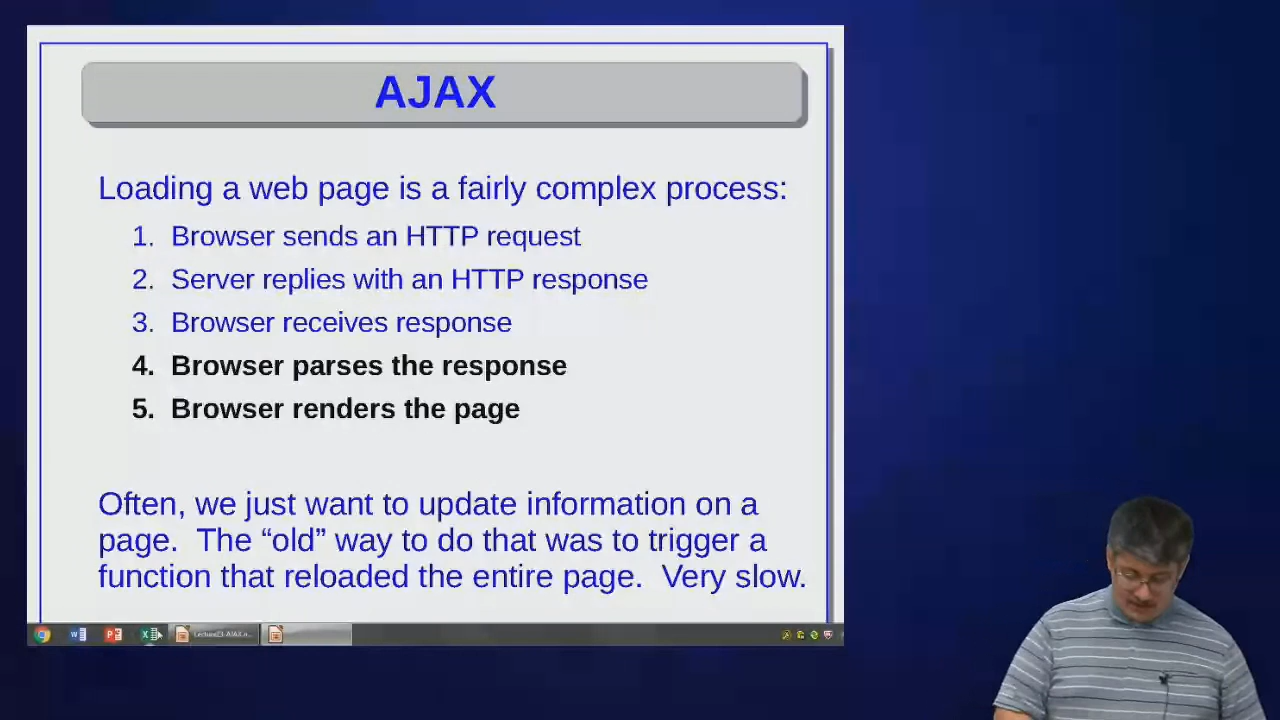 AJAX
Loading a web page is a fairly complex process:
1. Browser sends an HTTP request
2. Server replies with an HTTP response
3. Browser receives response
4. Browser parses the response
5. Browser renders the page
Often, we just want to update information on a
page. The “old” way to do that was to trigger a
function that reloaded the entire page. Very slow.
Lecture23-AJAX.o...